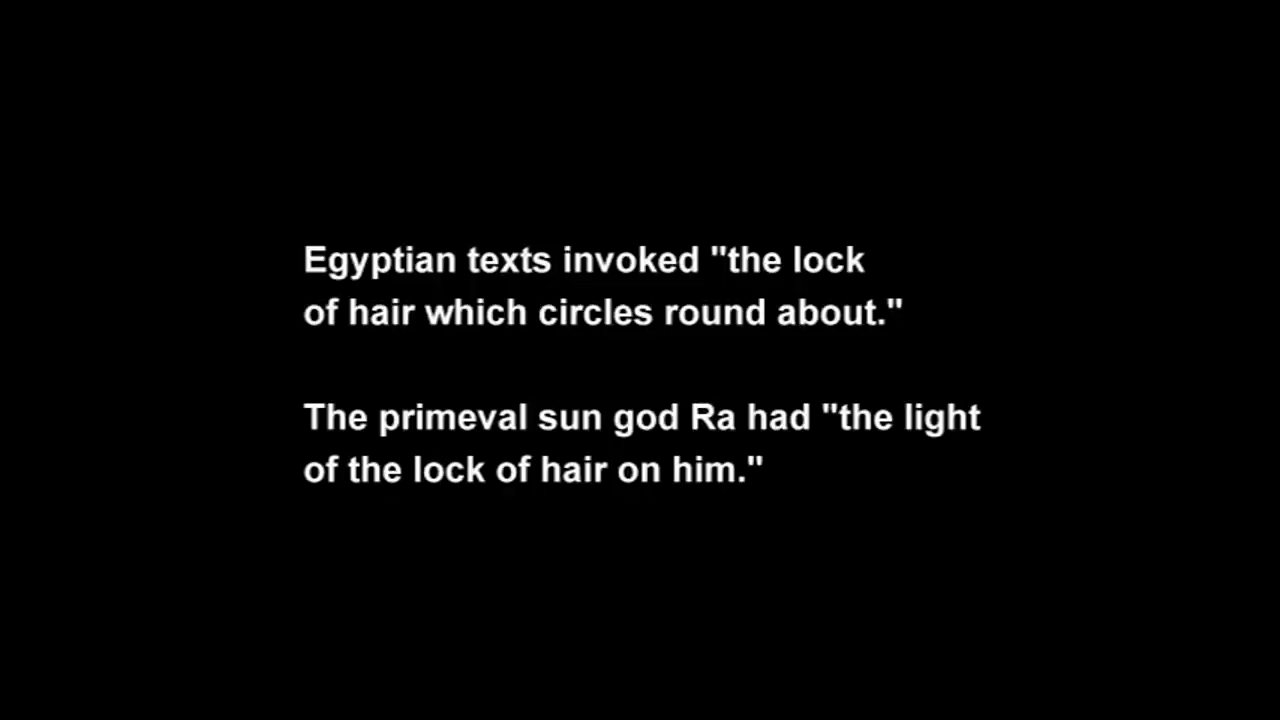 Egyptian texts invoked "the lock
of hair which circles round about."
The primeval sun god Ra had "the light
of the lock of hair on him."